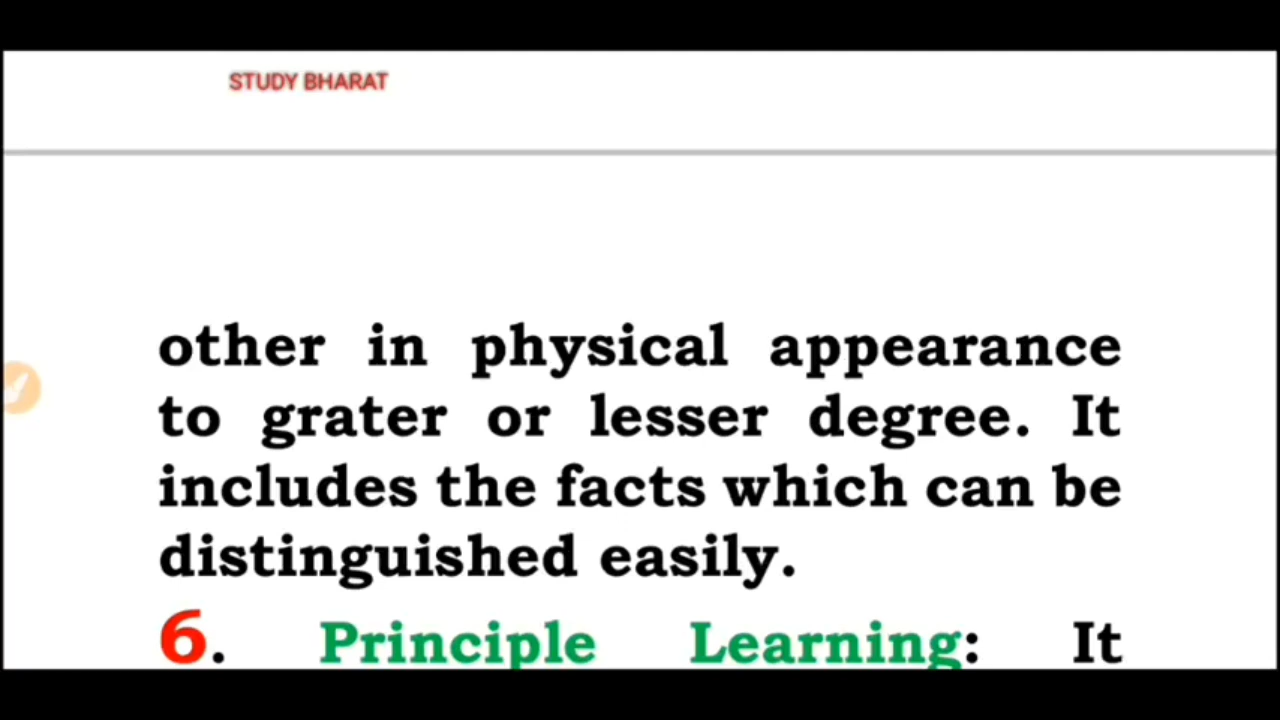 STUDY BHARAT
other in physical appearance
to grater or lesser degree. It
includes the facts which can be
distinguished easily.
6. Principle Learning: It